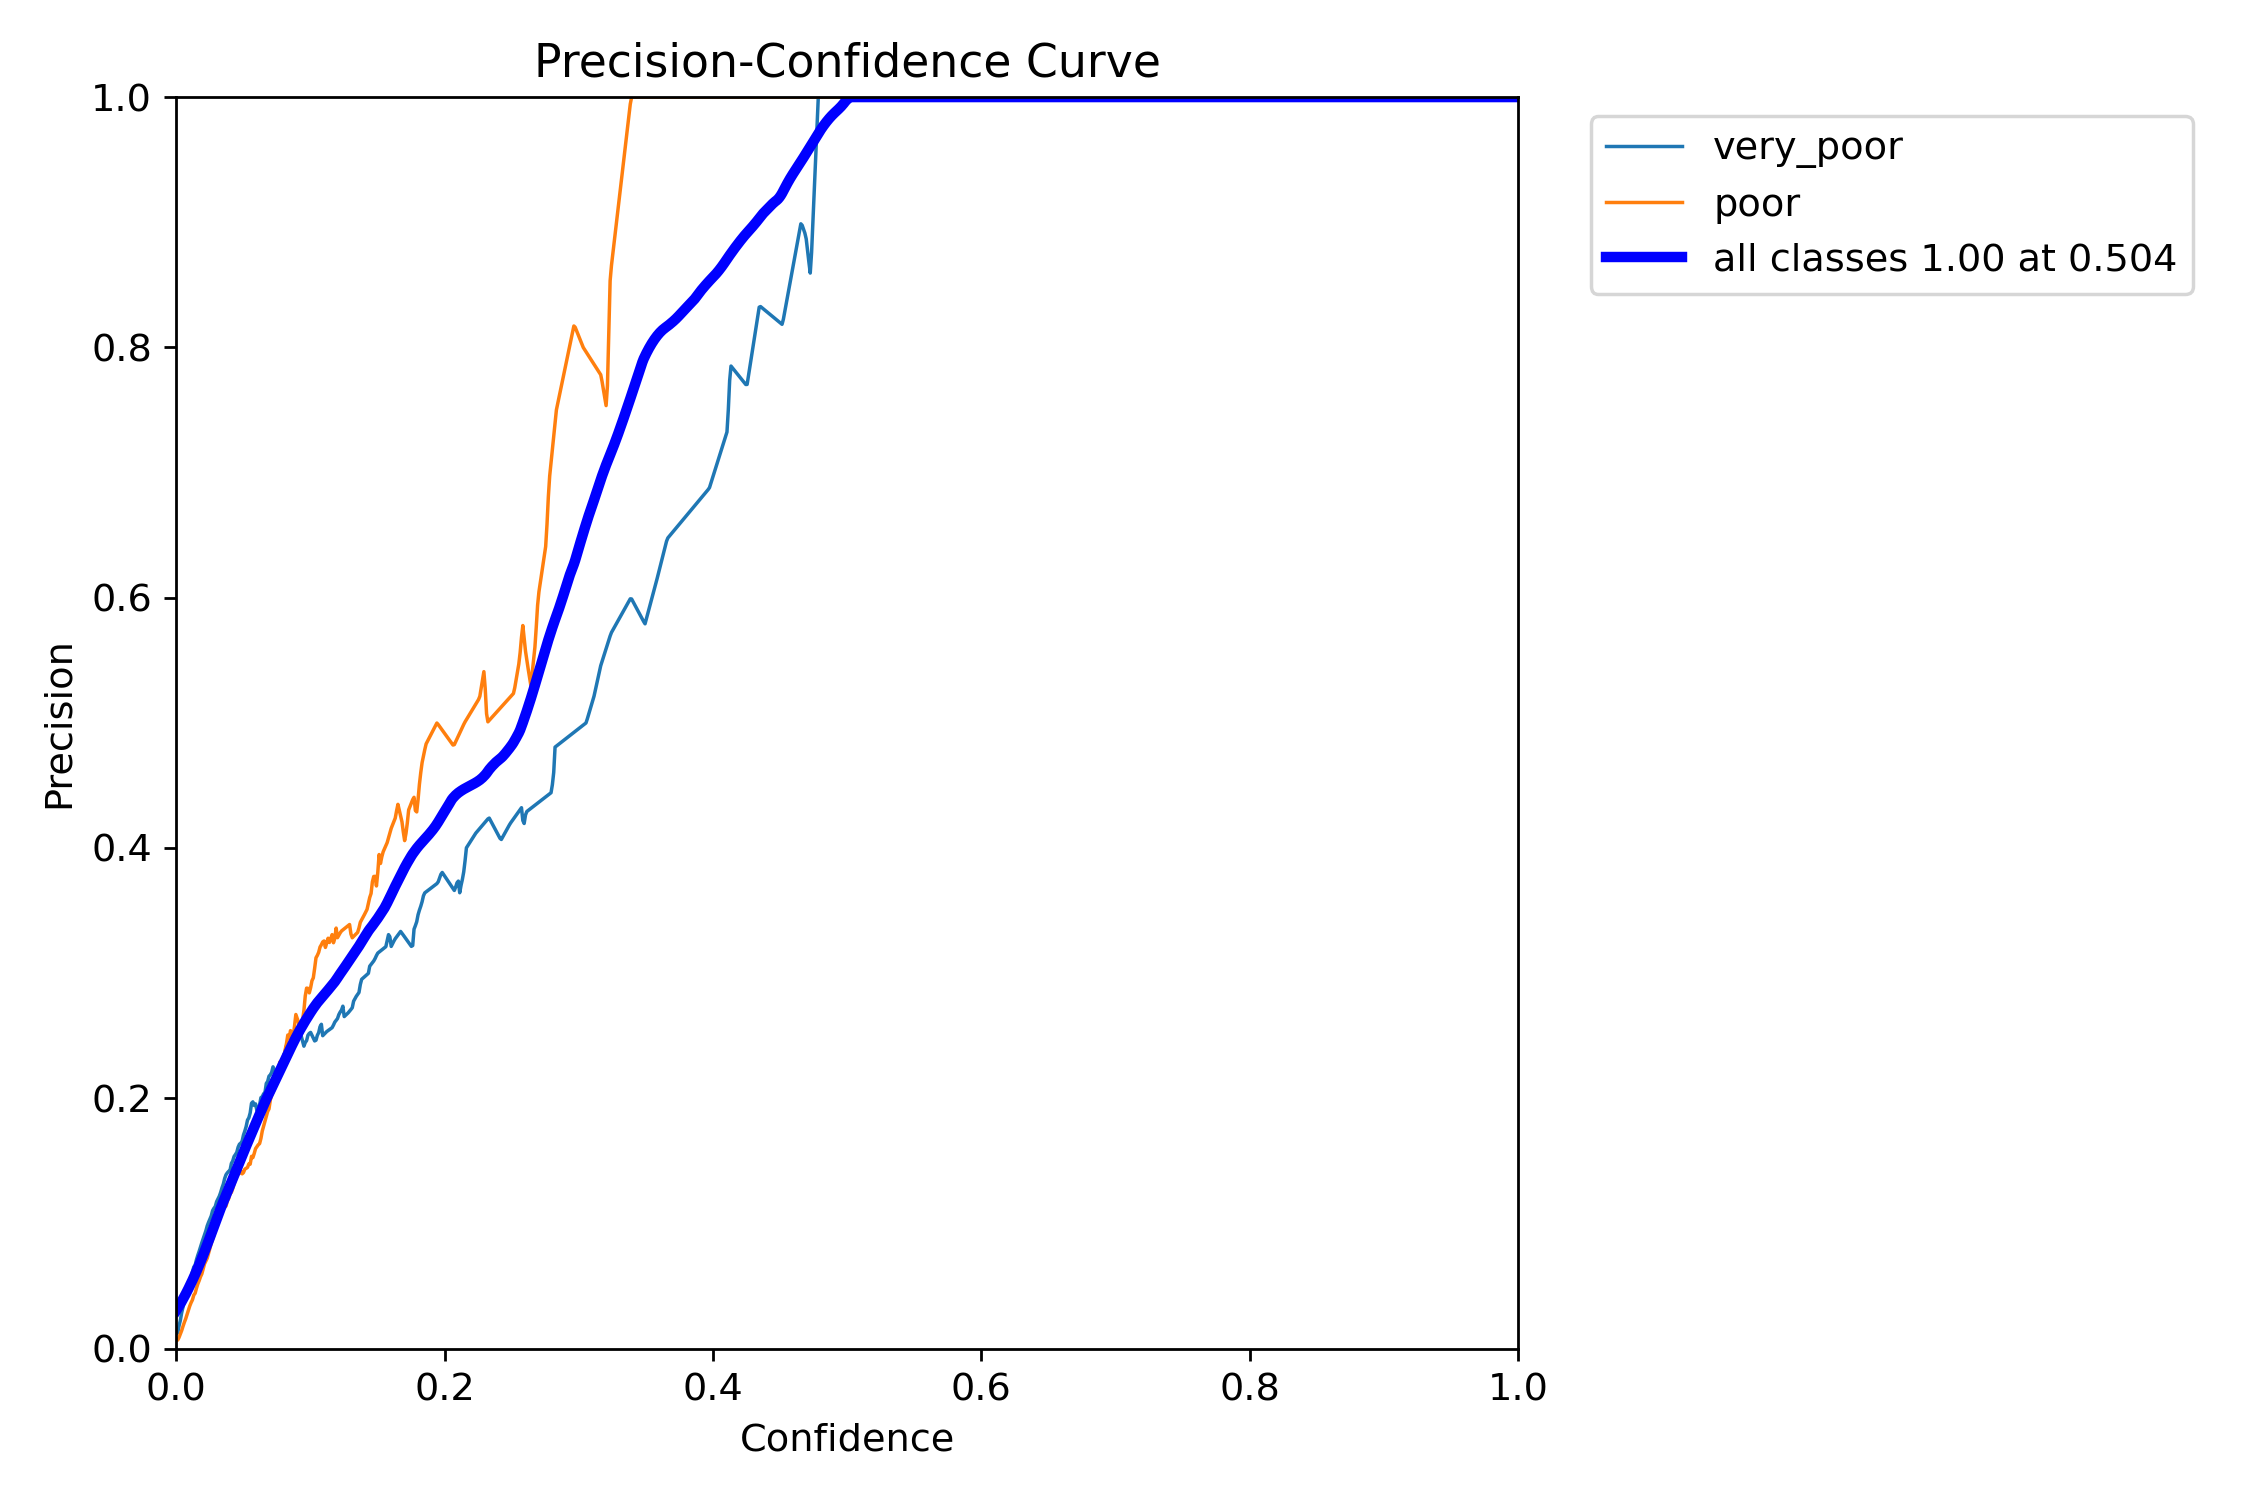 Precision-Confidence Curve
1.0
0.8
0.6
0.4
0.2
0.0
Precision
0.0 0.2 0.4 0.6 0.8 1.0
Confidence
very_poor
poor
all classes 1.00 at 0.504